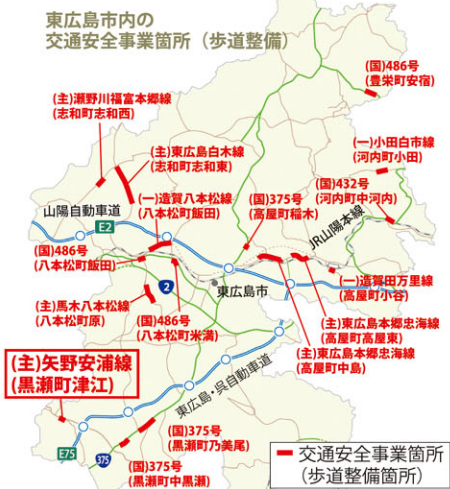 東広島市内の
交通安全事業箇所（歩道整備）
(国)486号
(豊栄町安宿)
(主)瀬野川福富本郷線
(志和町志和西)
(一)小田白市線
(河内町小田)
(主)東広島白木線
(志和町志和東)
(国)432号
(河内町中河内)
(一)造賀八本松線
(八本松町飯田)
(国)375号
(高屋町稲木)
山陽自動車道
E2
JR山陽本線
(国)486号
(八本松町飯田)
2
東広島市
(一)造賀田万里線
(高屋町小谷)
(主)馬木八本松線
(八本松町原)
(国)486号
(八本松町米満)
(主)東広島本郷忠海線
(高屋町高屋東)
(主)東広島本郷忠海線
(高屋町中島)
(主)矢野安浦線
(黒瀬町津江)
東広島・呉自動車道
(国)375号
(黒瀬町乃美尾)
E75
375
(国)375号
(黒瀬町中黒瀬)
交通安全事業箇所
（歩道整備箇所）